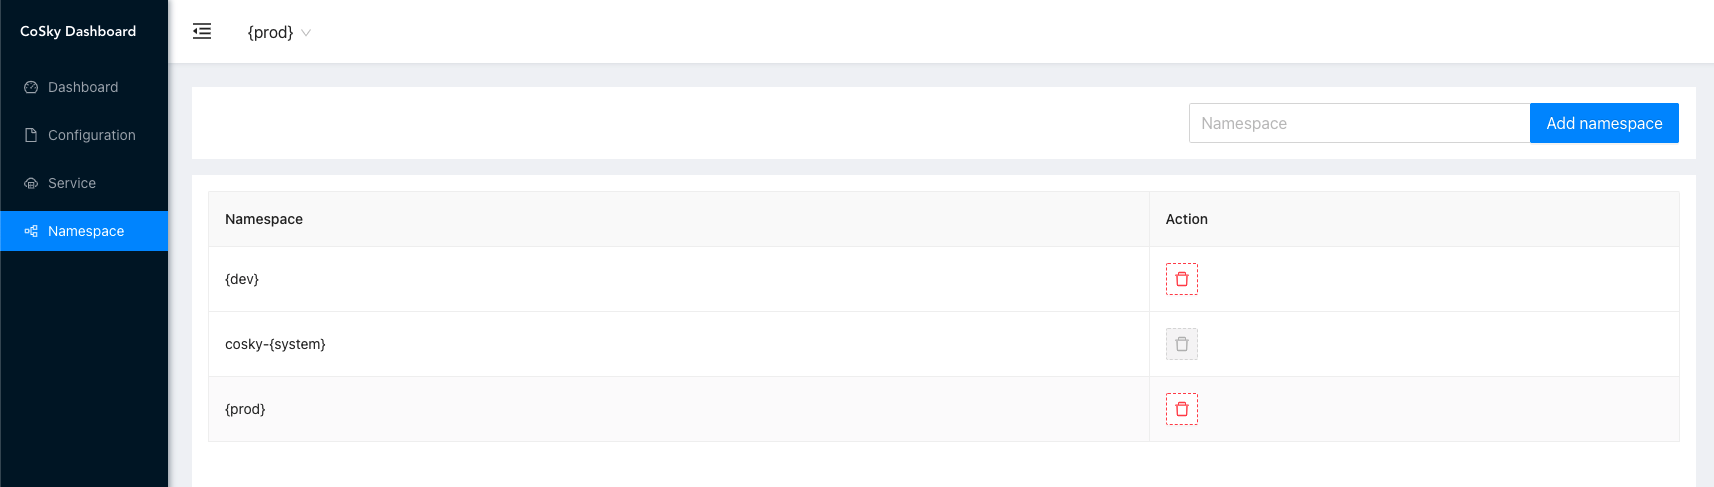 CoSky Dashboard
{prod}
Dashboard
Configuration
Service
Namespace
Namespace
Add namespace
Namespace Action
{dev}
cosky-{system}
{prod}